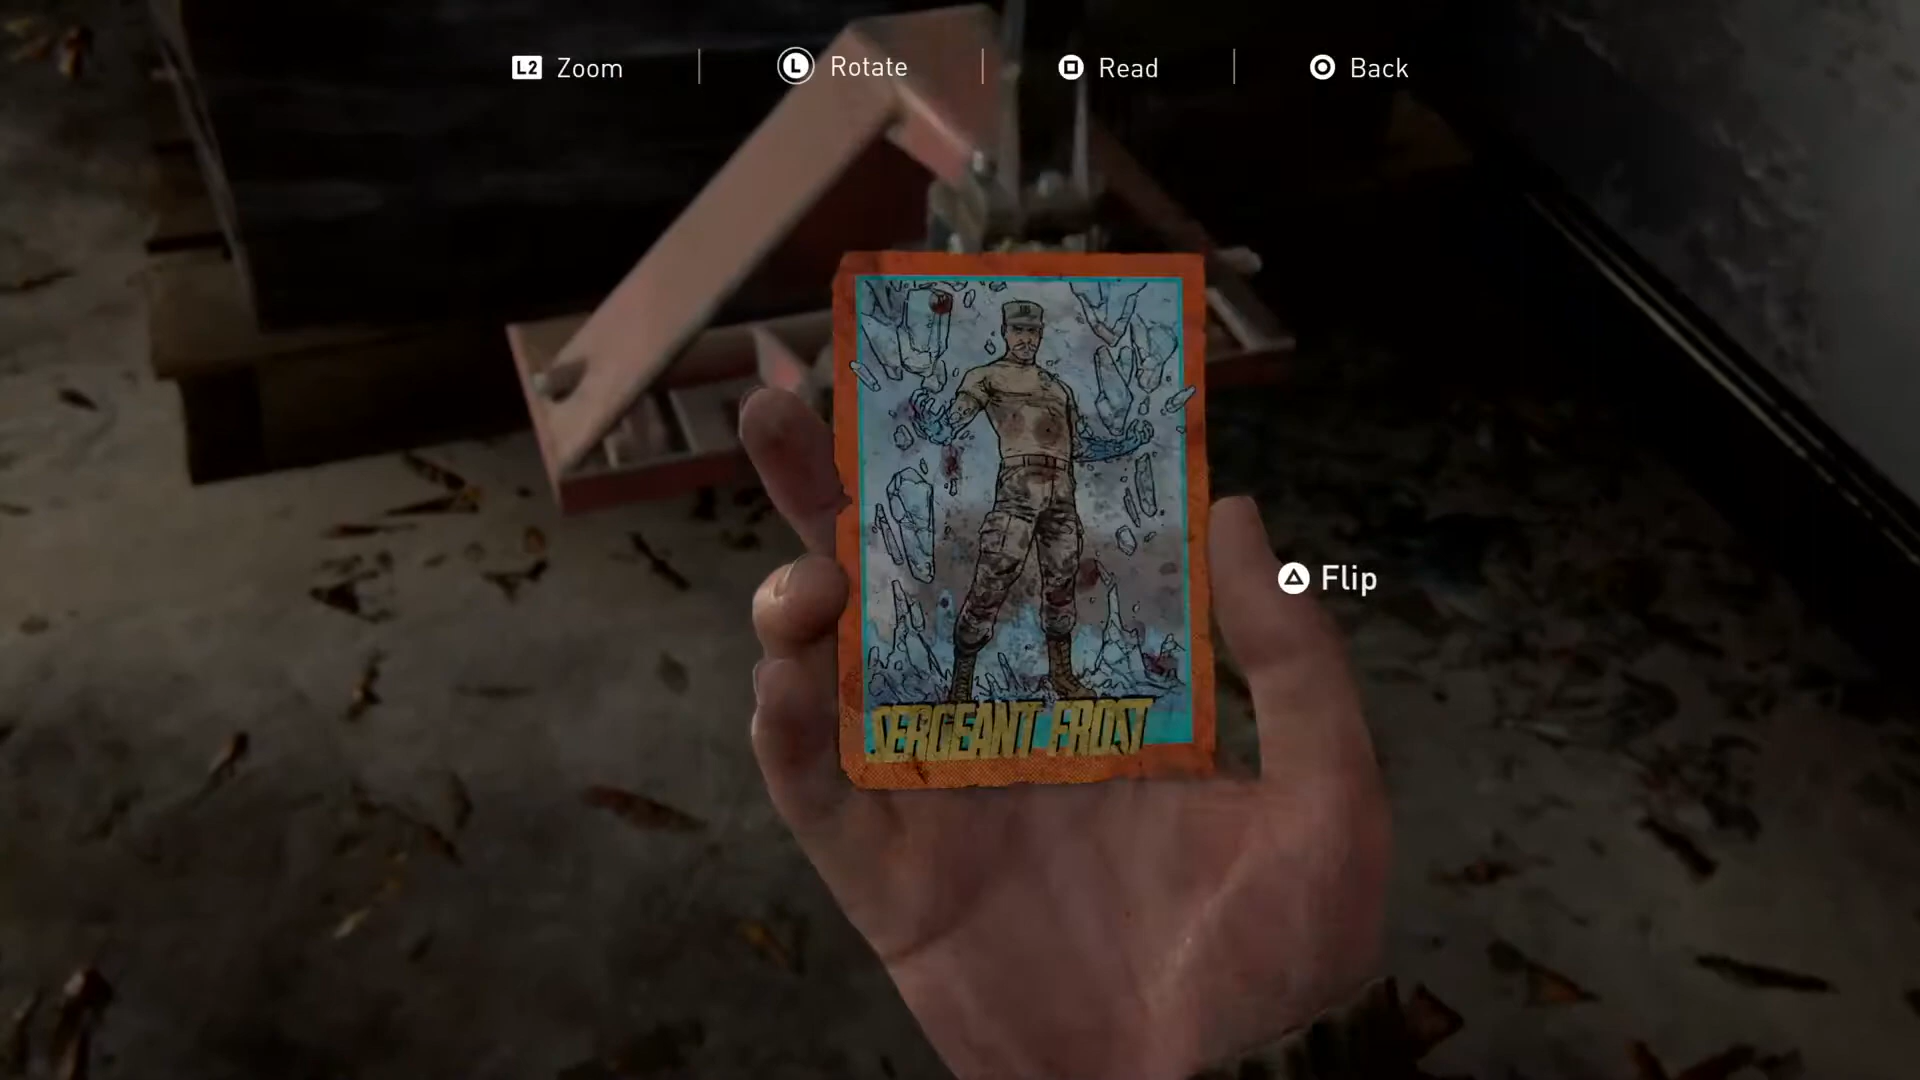 L2 Zoom
L Rotate
Read
Back
Flip
SERGEANT FROST